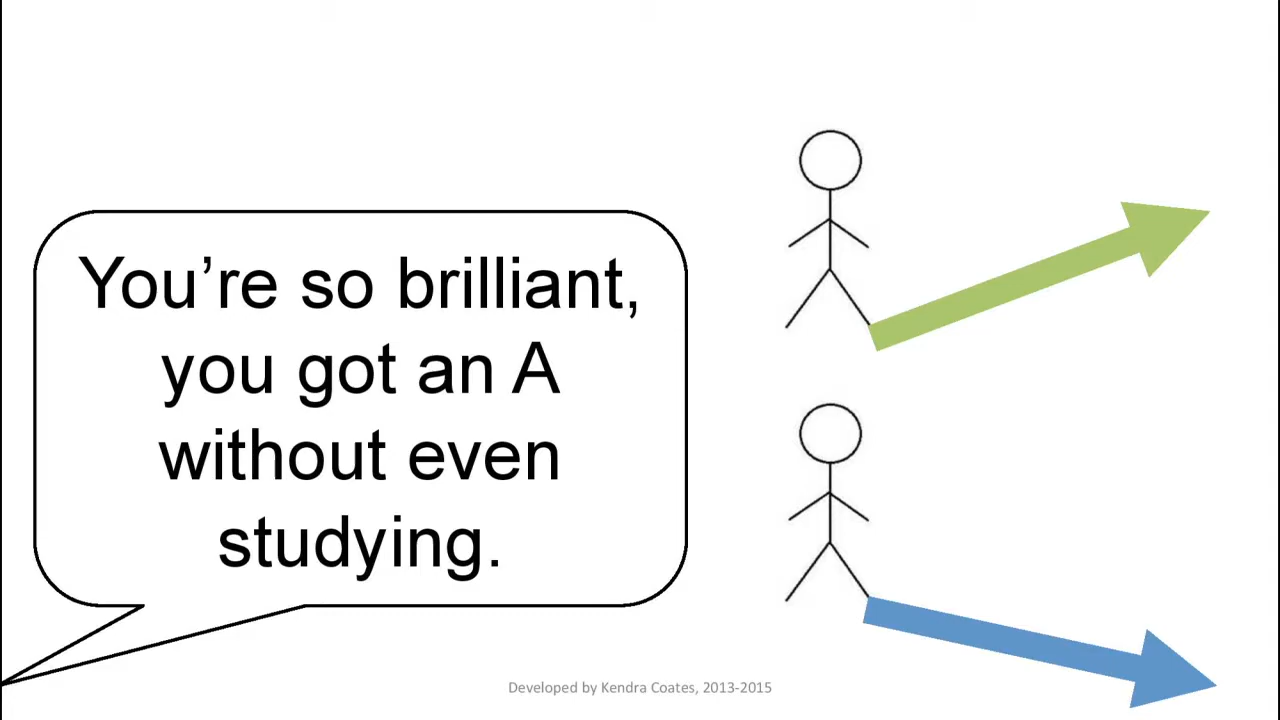 You’re so brilliant,
you got an A
without even
studying.
Developed by Kendra Coates, 2013-2015